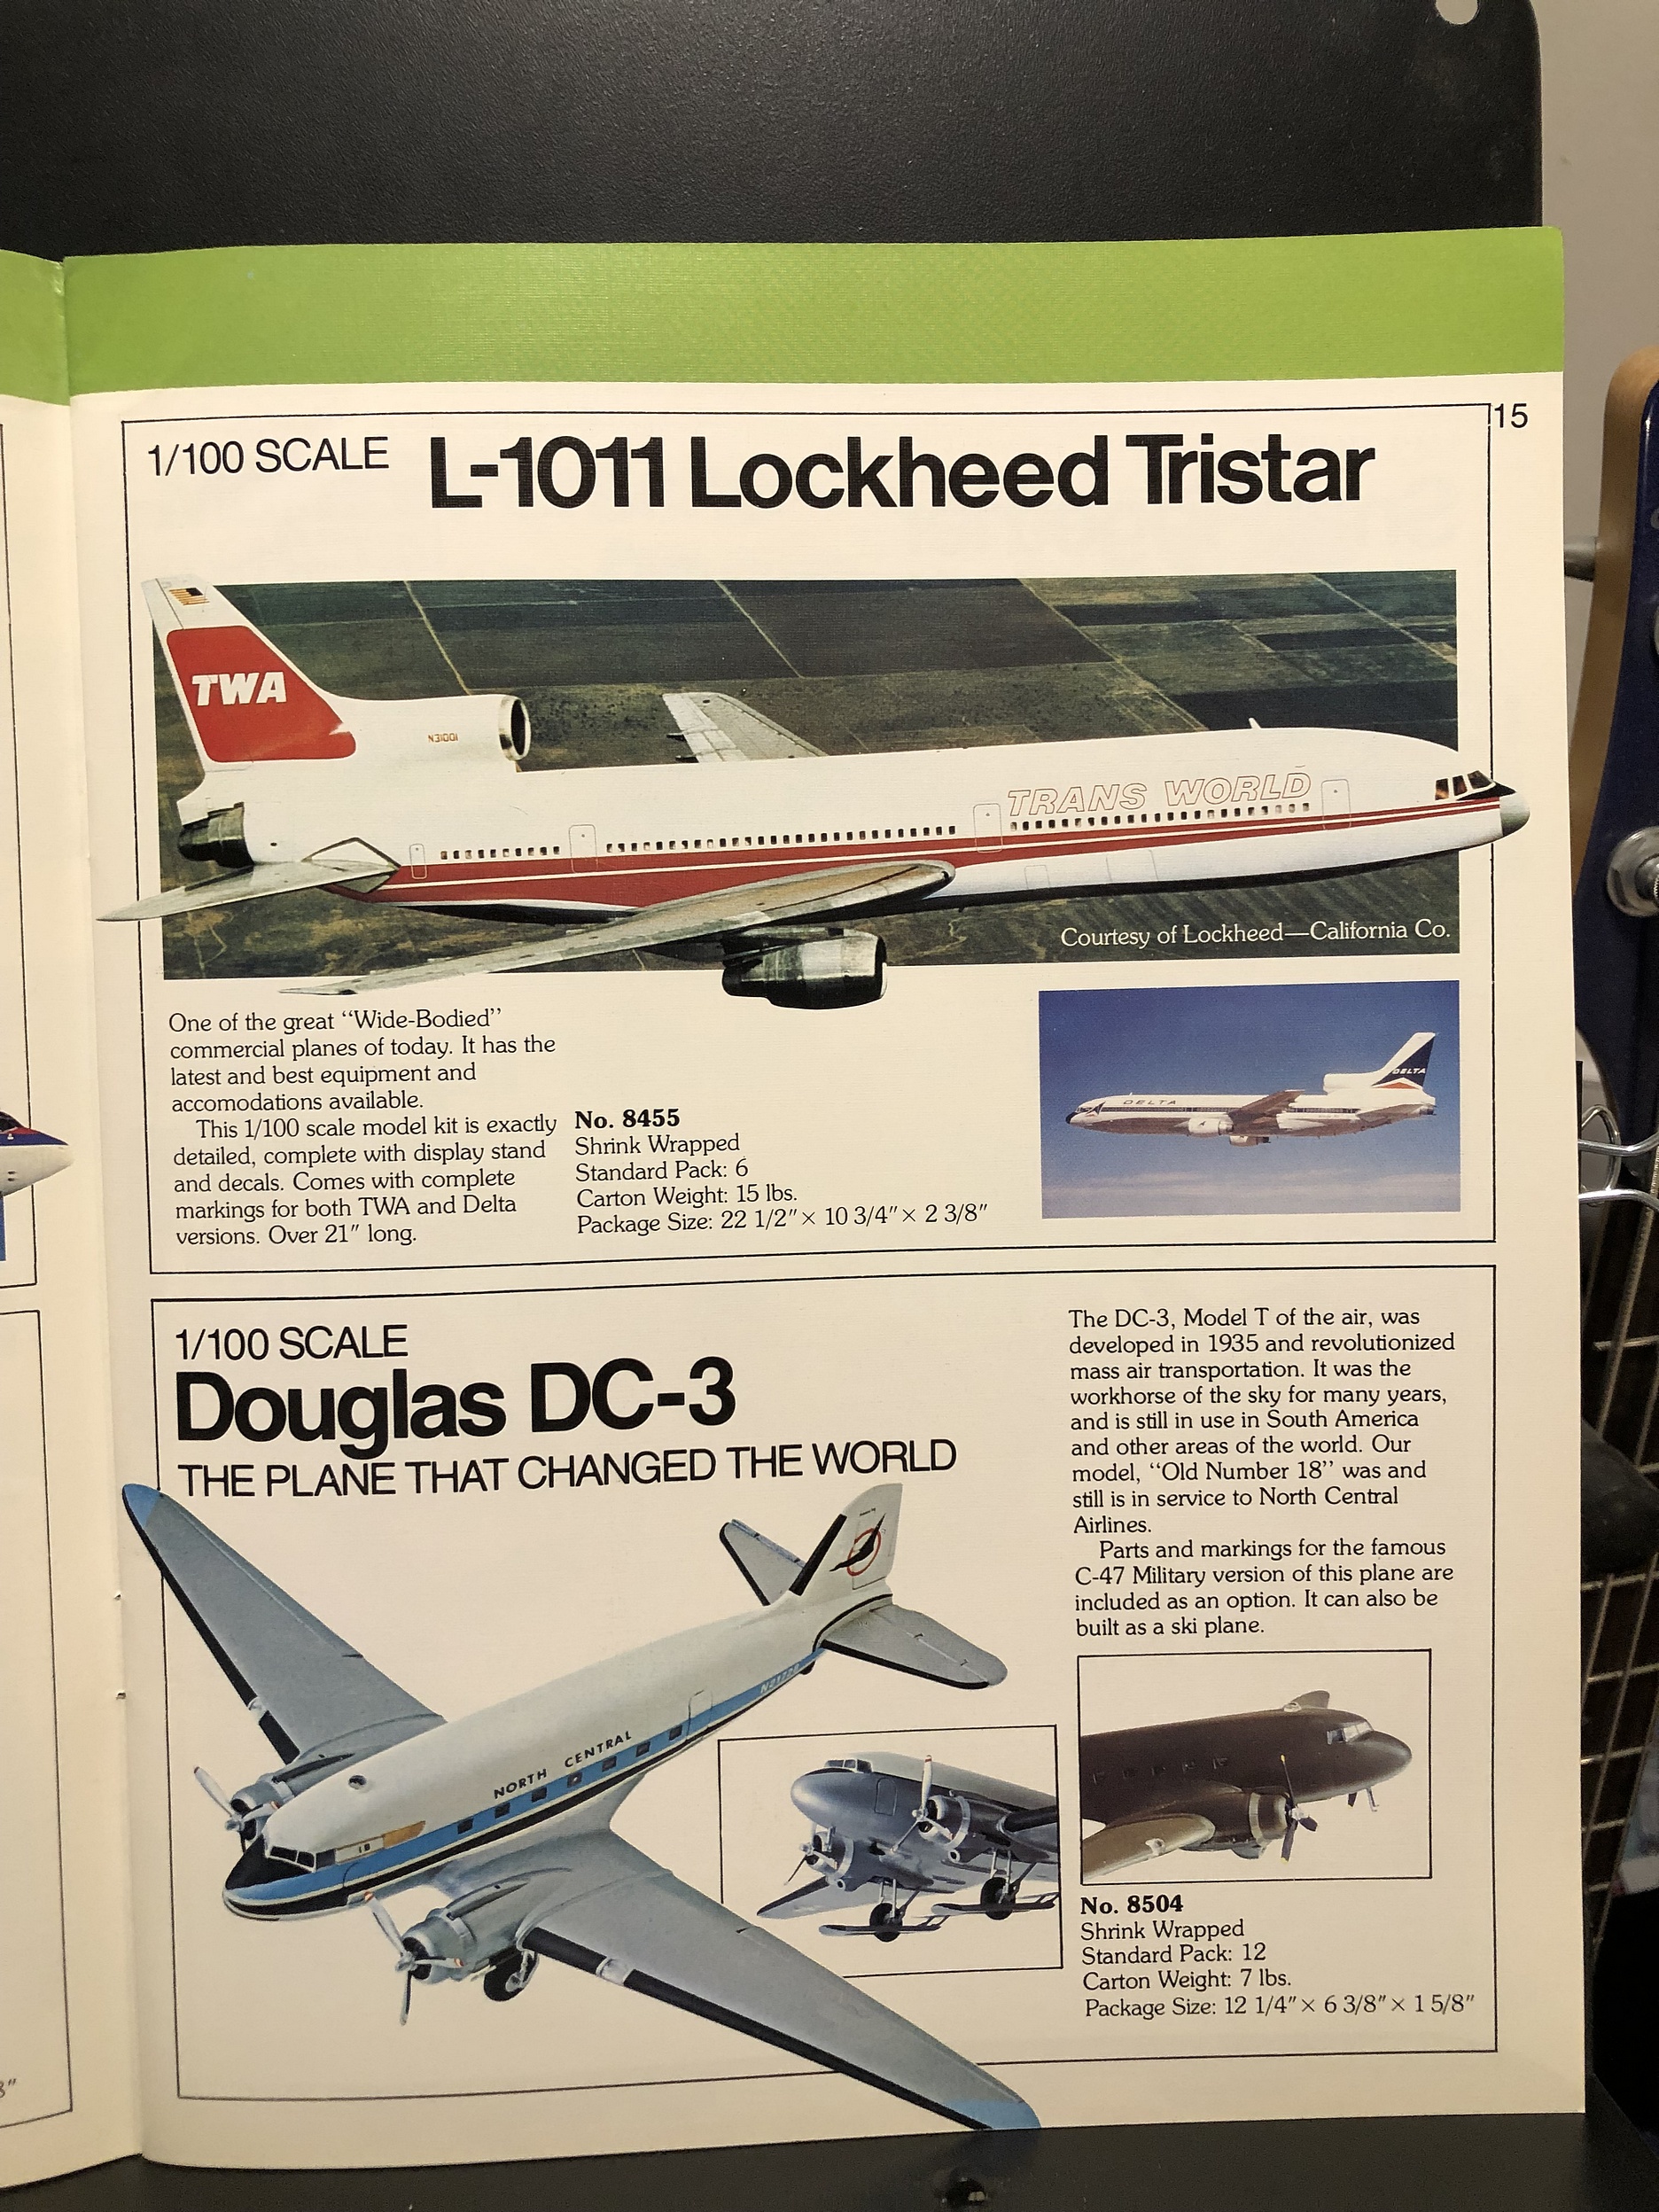 15
1/100 SCALE L-1011 Lockheed Tristar
TWA
N31001
TRANS WORLD
Courtesy of Lockheed—California Co.
One of the great “Wide-Bodied”
commercial planes of today. It has the
latest and best equipment and
accomodations available.
This 1/100 scale model kit is exactly
detailed, complete with display stand
and decals. Comes with complete
markings for both TWA and Delta
versions. Over 21″ long.
No. 8455
Shrink Wrapped
Standard Pack: 6
Carton Weight: 15 lbs.
Package Size: 22 1/2″ × 10 3/4″ × 2 3/8″
DELTA
DELTA
1/100 SCALE
Douglas DC-3
THE PLANE THAT CHANGED THE WORLD
NORTH CENTRAL
The DC-3, Model T of the air, was
developed in 1935 and revolutionized
mass air transportation. It was the
workhorse of the sky for many years,
and is still in use in South America
and other areas of the world. Our
model, “Old Number 18” was and
still is in service to North Central
Airlines.
Parts and markings for the famous
C-47 Military version of this plane are
included as an option. It can also be
built as a ski plane.
No. 8504
Shrink Wrapped
Standard Pack: 12
Carton Weight: 7 lbs.
Package Size: 12 1/4″ × 6 3/8″ × 1 5/8″